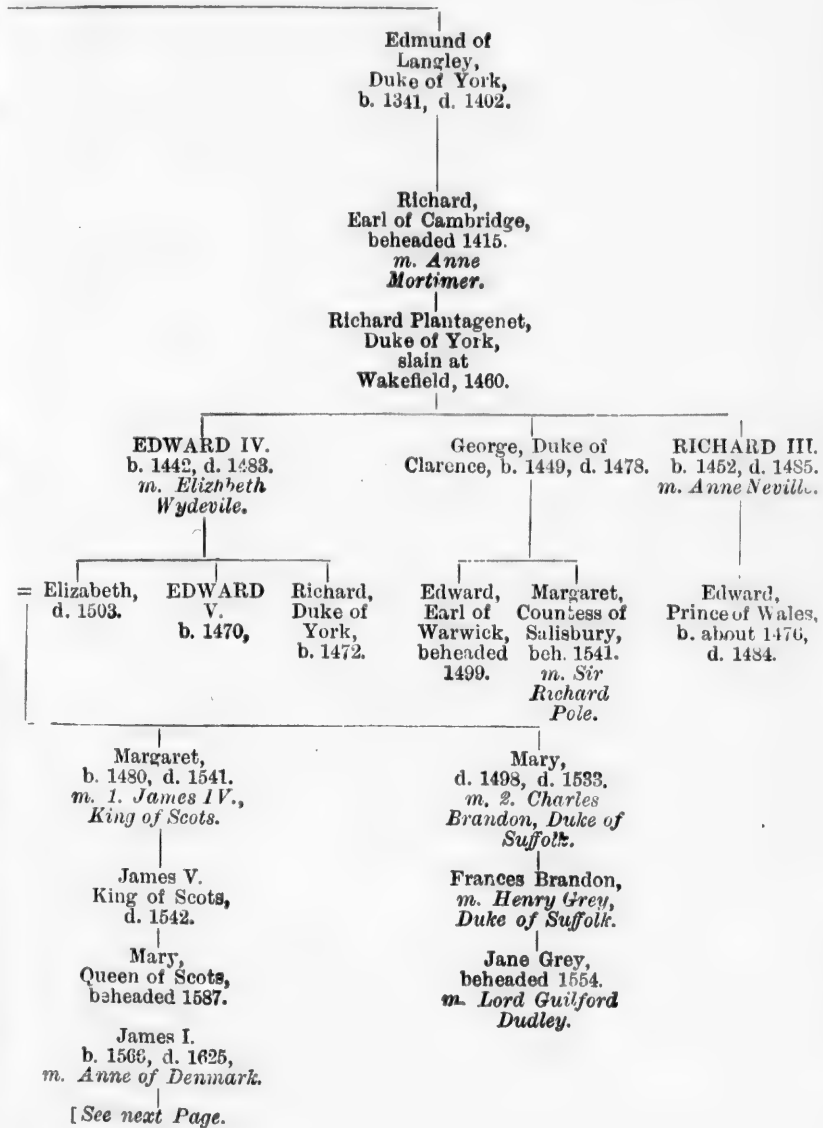 Edmund of
Langley,
Duke of York,
b. 1341, d. 1402.
Richard,
Earl of Cambridge,
beheaded 1415.
m. Anne
Mortimer.
Richard Plantagenet,
Duke of York,
slain at
Wakefield, 1460.
EDWARD IV.
b. 1442, d. 1483.
m. Elizhbeth
Wydevile.
George, Duke of
Clarence, b. 1449, d. 1478.
RICHARD III.
b. 1452, d. 1485.
m. Anne Neville.
= Elizabeth,
d. 1503.
EDWARD
V.
b. 1470,
Richard,
Duke of
York,
b. 1472.
Edward,
Earl of
Warwick,
beheaded
1499.
Margaret,
Countess of
Salisbury,
beh. 1541.
m. Sir
Richard
Pole.
Edward,
Prince of Wales,
b. about 1476,
d. 1484.
Margaret,
b. 1480, d. 1541.
m. 1. James IV.,
King of Scots.
James V.
King of Scots,
d. 1542.
Mary,
Queen of Scots,
beheaded 1587.
James I.
b. 1566, d. 1625,
m. Anne of Denmark.
[See next Page.
Mary,
d. 1498, d. 1533.
m. 2. Charles
Brandon, Duke of
Suffolk.
Frances Brandon,
m. Henry Grey,
Duke of Suffolk.
Jane Grey,
beheaded 1554.
m. Lord Guilford
Dudley.